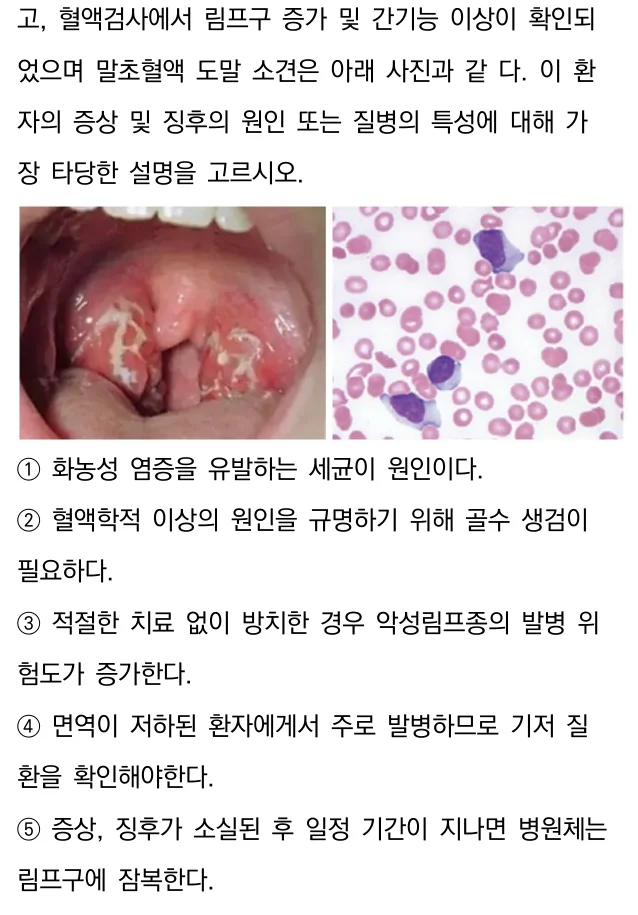 고, 혈액검사에서 림프구 증가 및 간기능 이상이 확인되
었으며 말초혈액 도말 소견은 아래 사진과 같 다. 이 환
자의 증상 및 징후의 원인 또는 질병의 특성에 대해 가
장 타당한 설명을 고르시오.
① 화농성 염증을 유발하는 세균이 원인이다.
② 혈액학적 이상의 원인을 규명하기 위해 골수 생검이
필요하다.
③ 적절한 치료 없이 방치한 경우 악성림프종의 발병 위
험도가 증가한다.
④ 면역이 저하된 환자에게서 주로 발병하므로 기저 질
환을 확인해야한다.
⑤ 증상, 징후가 소실된 후 일정 기간이 지나면 병원체는
림프구에 잠복한다.